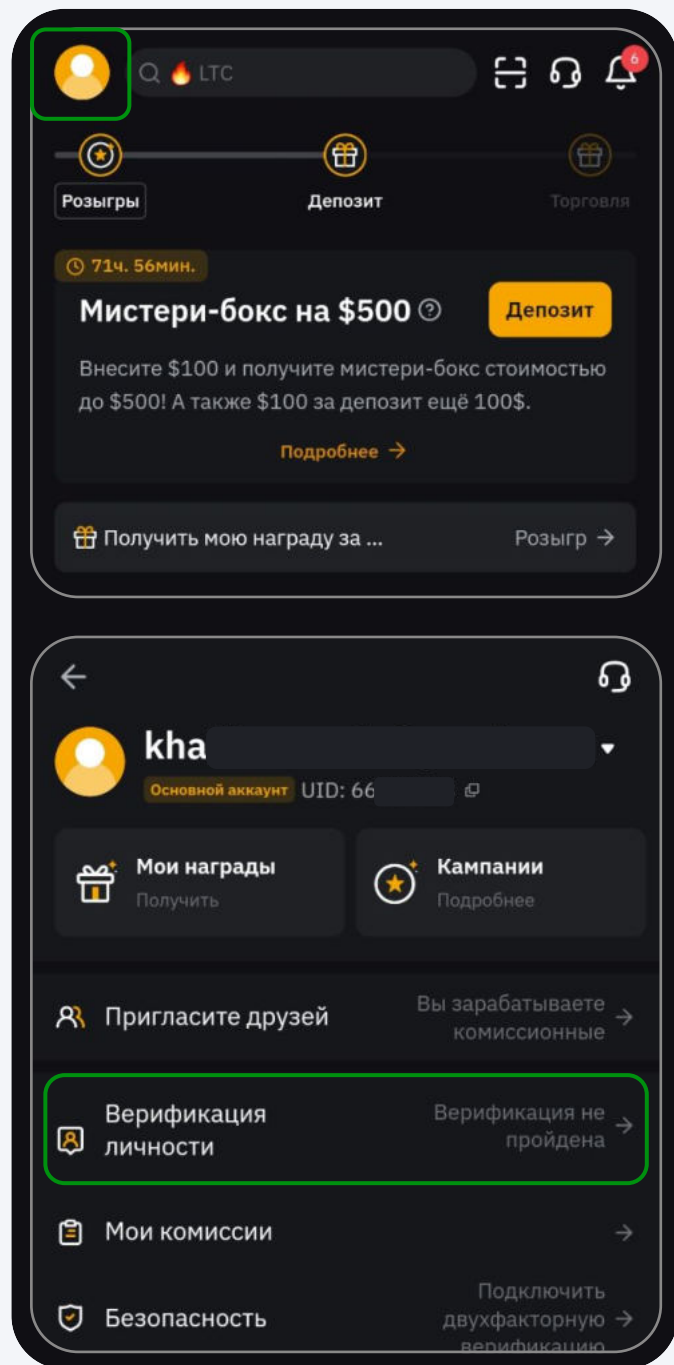 LTC
6
Розыгры
Депозит
Торговля
71ч. 56мин.
Мистери-бокс на $500
Депозит
Внесите $100 и получите мистери-бокс стоимостью
до $500! А также $100 за депозит ещё 100$.
Подробнее →
Получить мою награду за ...
Розыгр →
kha
Основной аккаунт UID: 66
Мои награды
Получить
Кампании
Подробнее
Пригласите друзей
Вы зарабатываете
комиссионные
Верификация
личности
Верификация не
пройдена
Мои комиссии
Безопасность
Подключить
двухфакторную
верификацию